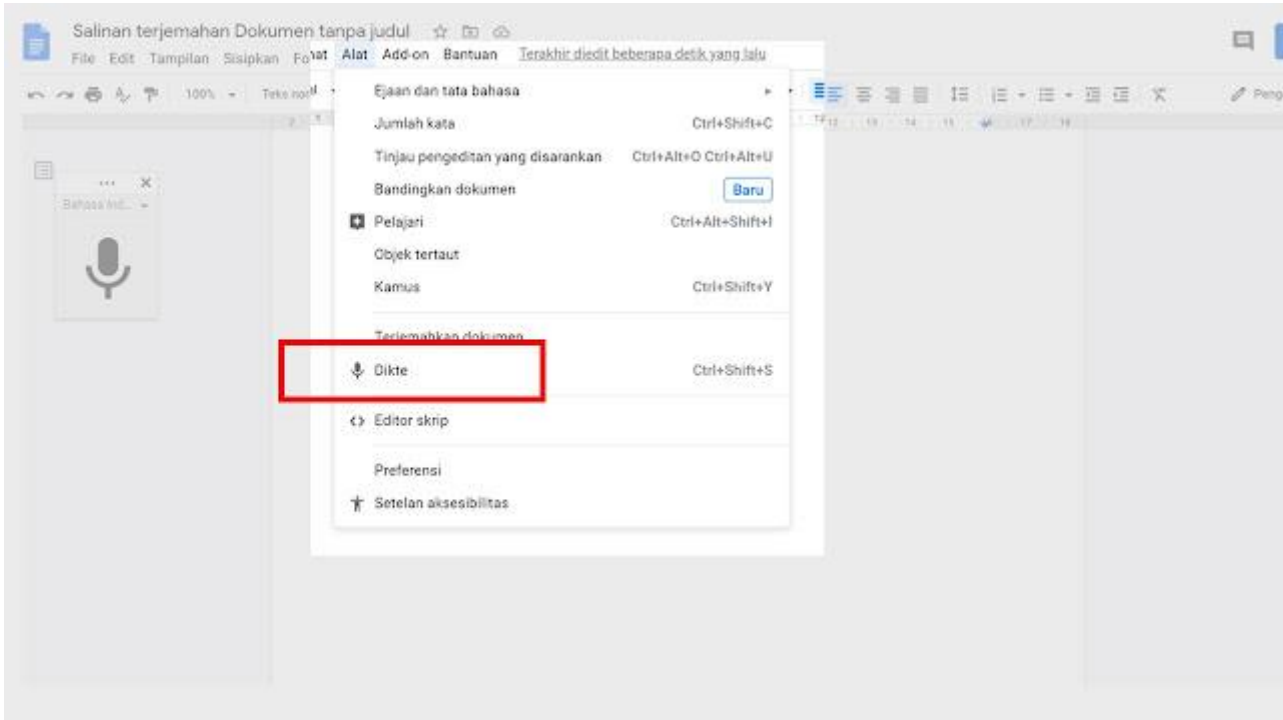 Salinan terjemahan Dokumen tanpa judul
File Edit Tampilan Sisipkan Format Alat Add-on Bantuan Terakhir diedit beberapa detik yang lalu
100%
Ejaan dan tata bahasa
Jumlah kata Ctrl+Shift+C
Tinjau pengeditan yang disarankan Ctrl+Alt+O Ctrl+Alt+U
Bandingkan dokumen Baru
Pelajari Ctrl+Alt+Shift+I
Bahasa Ind...
Objek tertaut
Kamus Ctrl+Shift+Y
Terjemahkan dokumen
Dikte Ctrl+Shift+S
Editor skrip
Preferensi
Setelan aksesibilitas